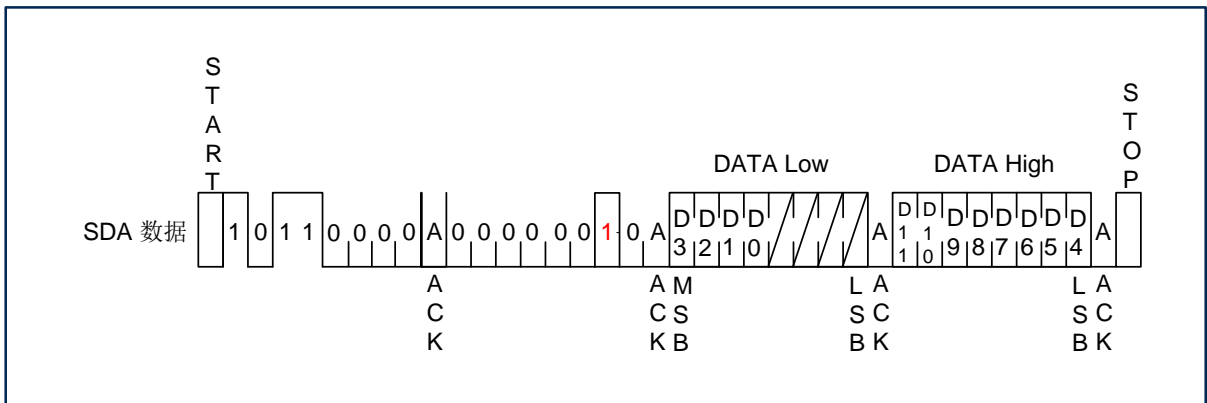 START
STOP
DATA Low
DATA High
SDA 数据
1 0 1 1 0 0 0 0 A 0 0 0 0 0 0 1 0 A D3 D2 D1 D0 A D11 D10 D9 D8 D7 D6 D5 D4 A
ACK
ACK
MSB
LSB
ACK
LSB
ACK